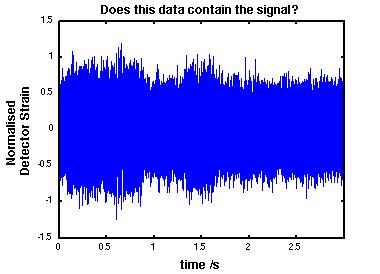 Does this data contain the signal?
1.5
1
0.5
0
-0.5
-1
-1.5
Normalised
Detector Strain
0 0.5 1 1.5 2 2.5
time /s